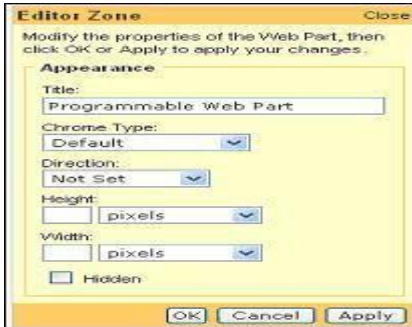 Editor Zone Close
Modify the properties of the Web Part, then
click OK or Apply to apply your changes.
Appearance
Title:
Programmable Web Part
Chrome Type:
Default
Direction:
Not Set
Height:
pixels
Width:
pixels
Hidden
OK Cancel Apply